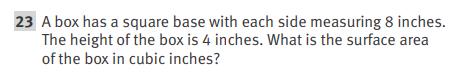 23 A box has a square base with each side measuring 8 inches.
The height of the box is 4 inches. What is the surface area
of the box in cubic inches?